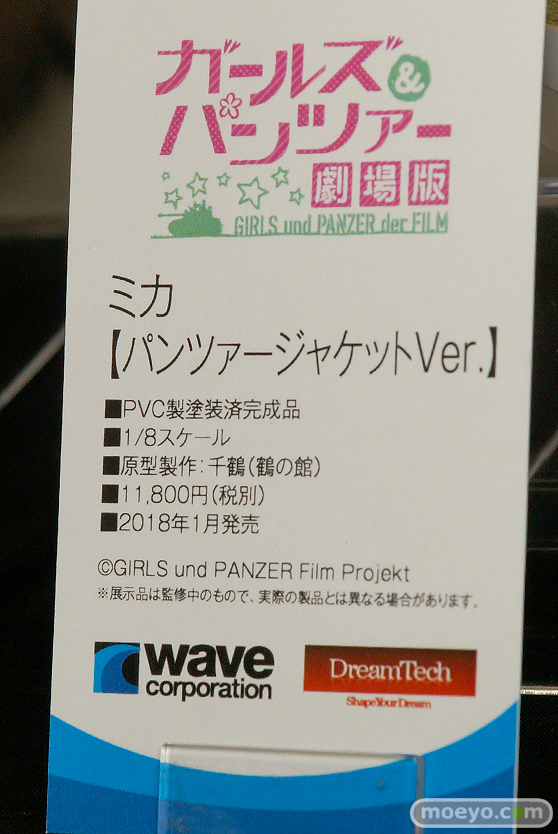 ガールズ&
パンツァー
劇場版
GIRLS und PANZER der FILM
ミカ
【パンツァージャケットVer.】
■PVC製塗装済完成品
■1/8スケール
■原型製作：千鶴(鶴の館)
■11,800円(税別)
■2018年1月発売
©GIRLS und PANZER Film Projekt
※展示品は監修中のもので、実際の製品とは異なる場合があります。
wave
corporation
DreamTech
Shape Your Dream
moeyo.com